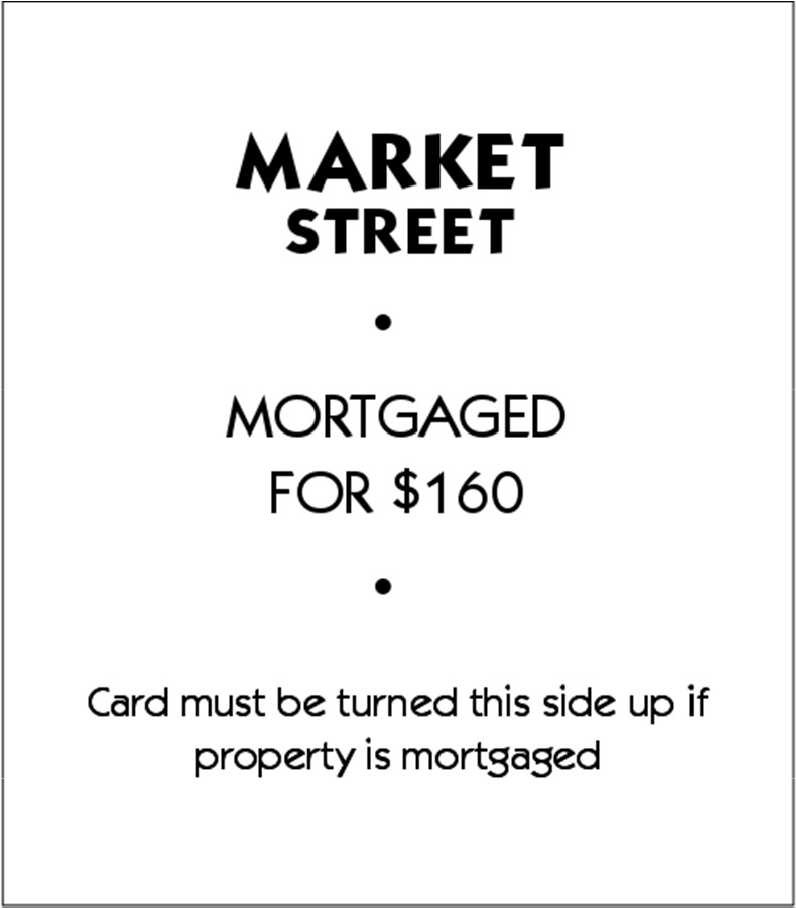 MARKET
STREET
•
MORTGAGED
FOR $160
•
Card must be turned this side up if
property is mortgaged